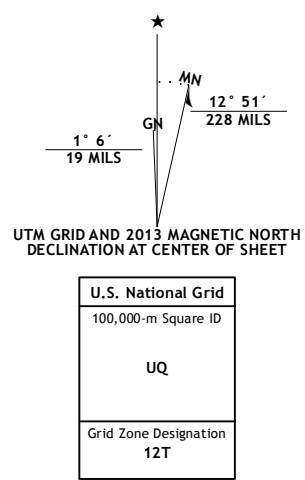 MN
GN
12° 51´
228 MILS
1° 6´
19 MILS
UTM GRID AND 2013 MAGNETIC NORTH
DECLINATION AT CENTER OF SHEET
U.S. National Grid
100,000-m Square ID
UQ
Grid Zone Designation
12T